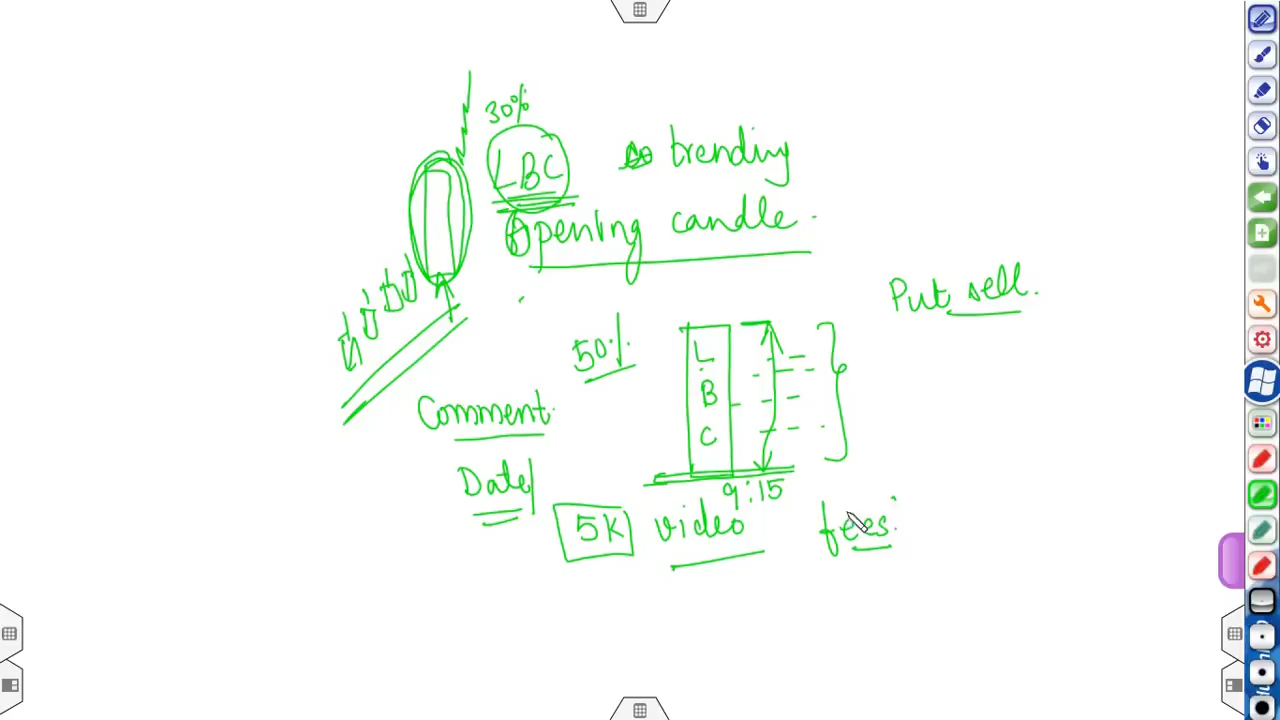 30%
LBC trending
Opening candle.
Put sell.
50%
L
B
C
Comment.
Date
9:15
5K video fees.